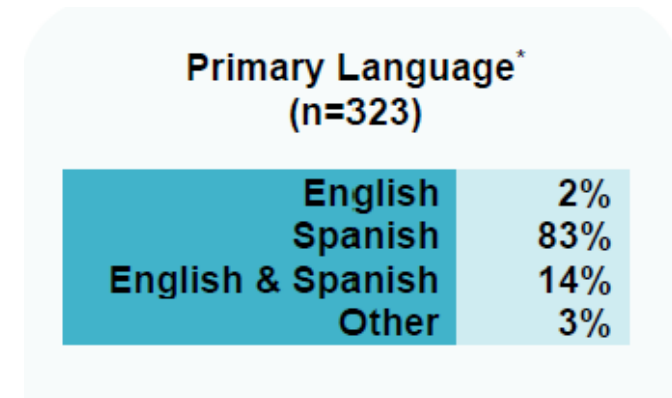 Primary Language*
(n=323)
English 2%
Spanish 83%
English & Spanish 14%
Other 3%